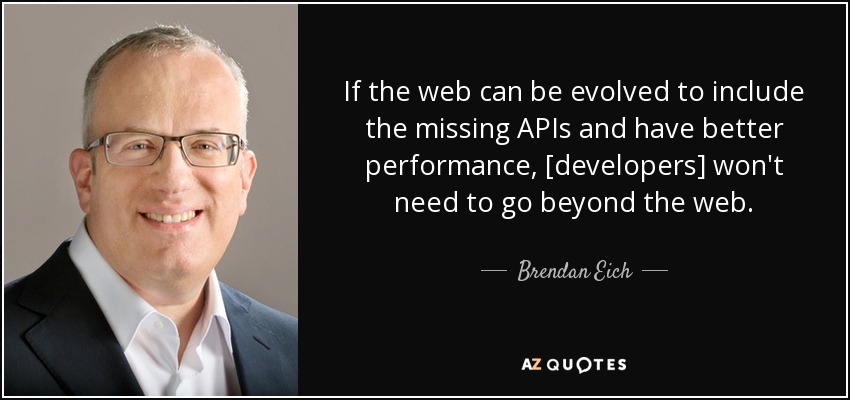 If the web can be evolved to include
the missing APIs and have better
performance, [developers] won't
need to go beyond the web.
Brendan Eich
AZ QUOTES